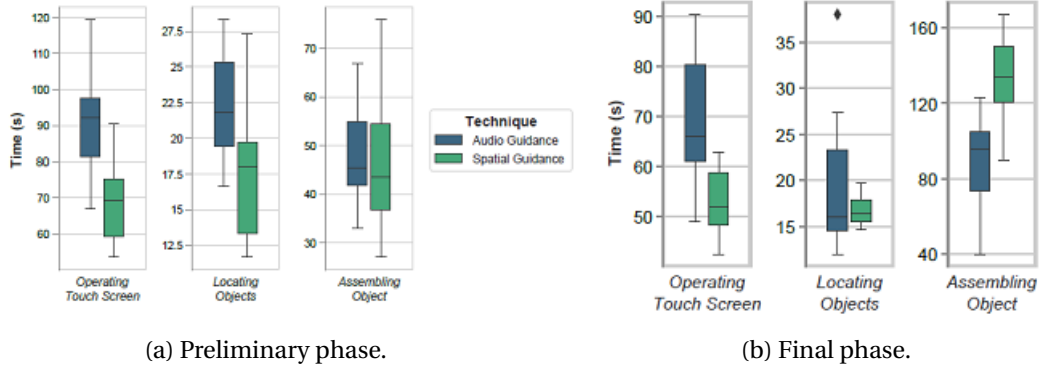 Time (s)
120
110
100
90
80
70
60
Operating
Touch Screen
27.5
25.0
22.5
20.0
17.5
15.0
12.5
Locating
Objects
70
60
50
40
30
Assembling
Object
Technique
Audio Guidance
Spatial Guidance
(a) Preliminary phase.
Time (s)
90
80
70
60
50
Operating
Touch Screen
35
30
25
20
15
Locating
Objects
160
120
80
40
Assembling
Object
(b) Final phase.